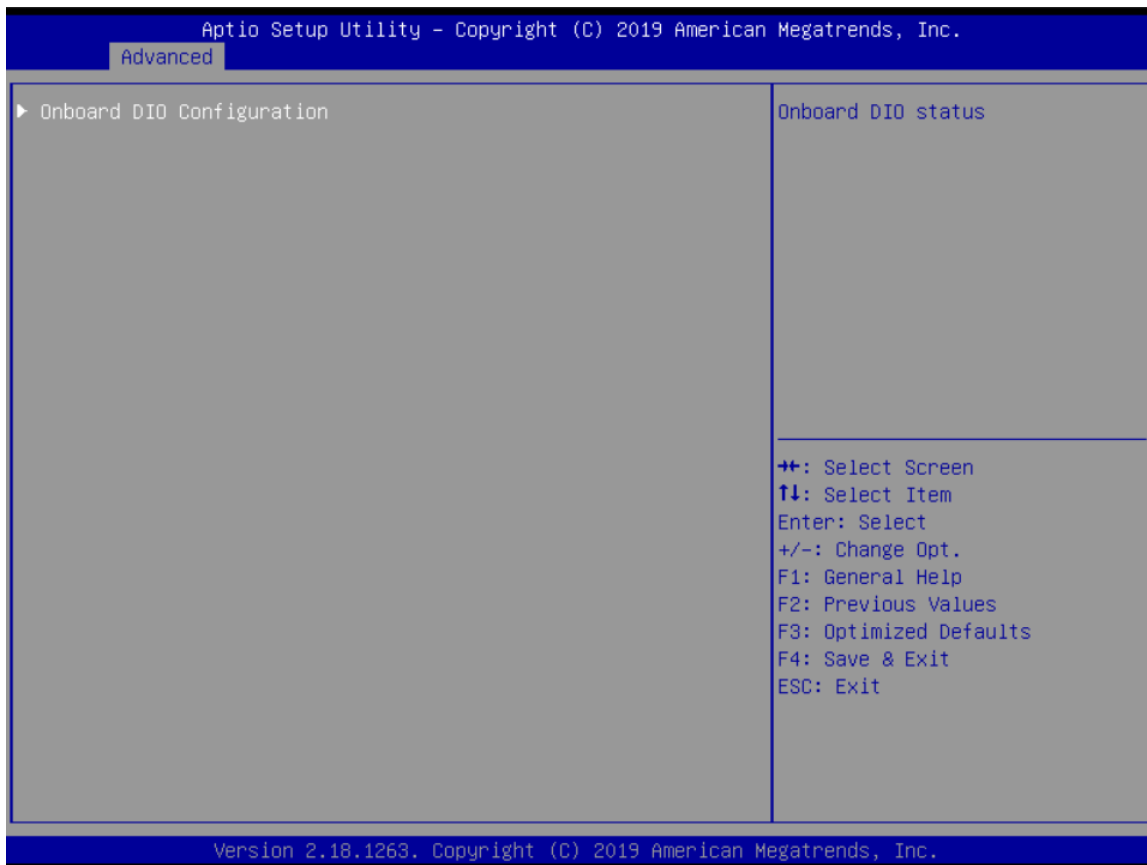 Aptio Setup Utility – Copyright (C) 2019 American Megatrends, Inc.
Advanced
▶ Onboard DIO Configuration
Onboard DIO status
→←: Select Screen
↑↓: Select Item
Enter: Select
+/-: Change Opt.
F1: General Help
F2: Previous Values
F3: Optimized Defaults
F4: Save & Exit
ESC: Exit
Version 2.18.1263. Copyright (C) 2019 American Megatrends, Inc.